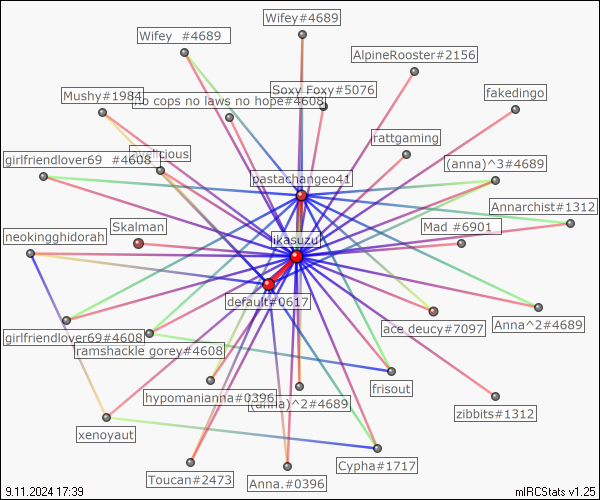 Wifey#4689
Wifey #4689
AlpineRooster#2156
Soxy Foxy#5076
fakedingo
Mushy#1984
no cops no laws no hope#4608
rattgaming
girlfriendlover69 #4608
(anna)^3#4689
pastachangeo41
Annarchist#1312
Skalman
Mad #6901
neokingghidorah
ikasuzu
default#0617
girlfriendlover69#4608
ace deucy#7097
Anna^2#4689
ramshackle gorey#4608
frisout
hypomanianna#0396
(anna)^2#4689
zibbits#1312
xenoyaut
Cypha#1717
Toucan#2473
Anna.#0396
9.11.2024 17:39
mIRCStats v1.25